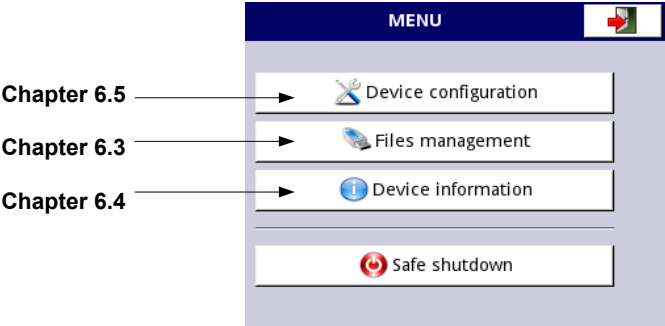 MENU
Chapter 6.5
Device configuration
Chapter 6.3
Files management
Chapter 6.4
Device information
Safe shutdown